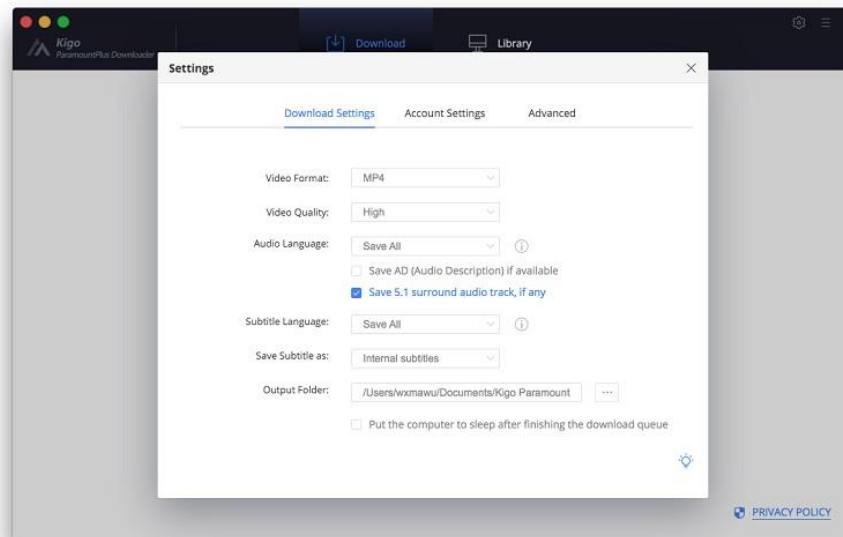 Kigo
ParamountPlus Downloader
Download
Library
Settings
Download Settings Account Settings Advanced
Video Format: MP4
Video Quality: High
Audio Language: Save All
Save AD (Audio Description) if available
Save 5.1 surround audio track, if any
Subtitle Language: Save All
Save Subtitle as: Internal subtitles
Output Folder: /Users/wxmawu/Documents/Kigo Paramount ...
Put the computer to sleep after finishing the download queue
PRIVACY POLICY